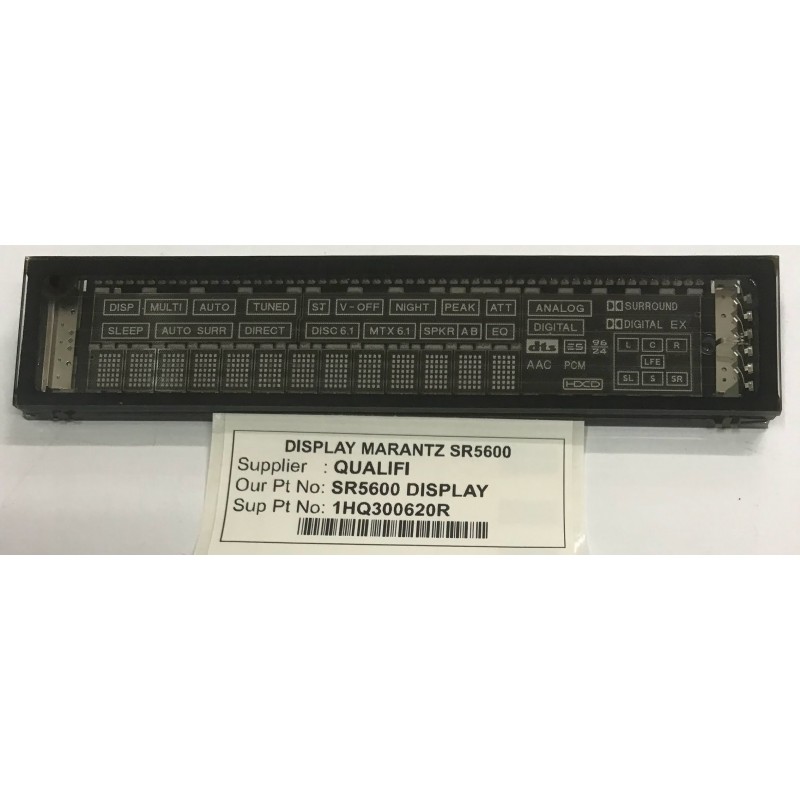 DISP MULTI AUTO TUNED ST V-OFF NIGHT PEAK ATT ANALOG DD SURROUND
SLEEP AUTO SURR DIRECT DISC 6.1 MTX 6.1 SPKR A B EQ DIGITAL DD DIGITAL EX
dts ES 96/24 L C R
AAC PCM LFE
HDCD SL S SR
DISPLAY MARANTZ SR5600
Supplier : QUALIFI
Our Pt No: SR5600 DISPLAY
Sup Pt No: 1HQ300620R